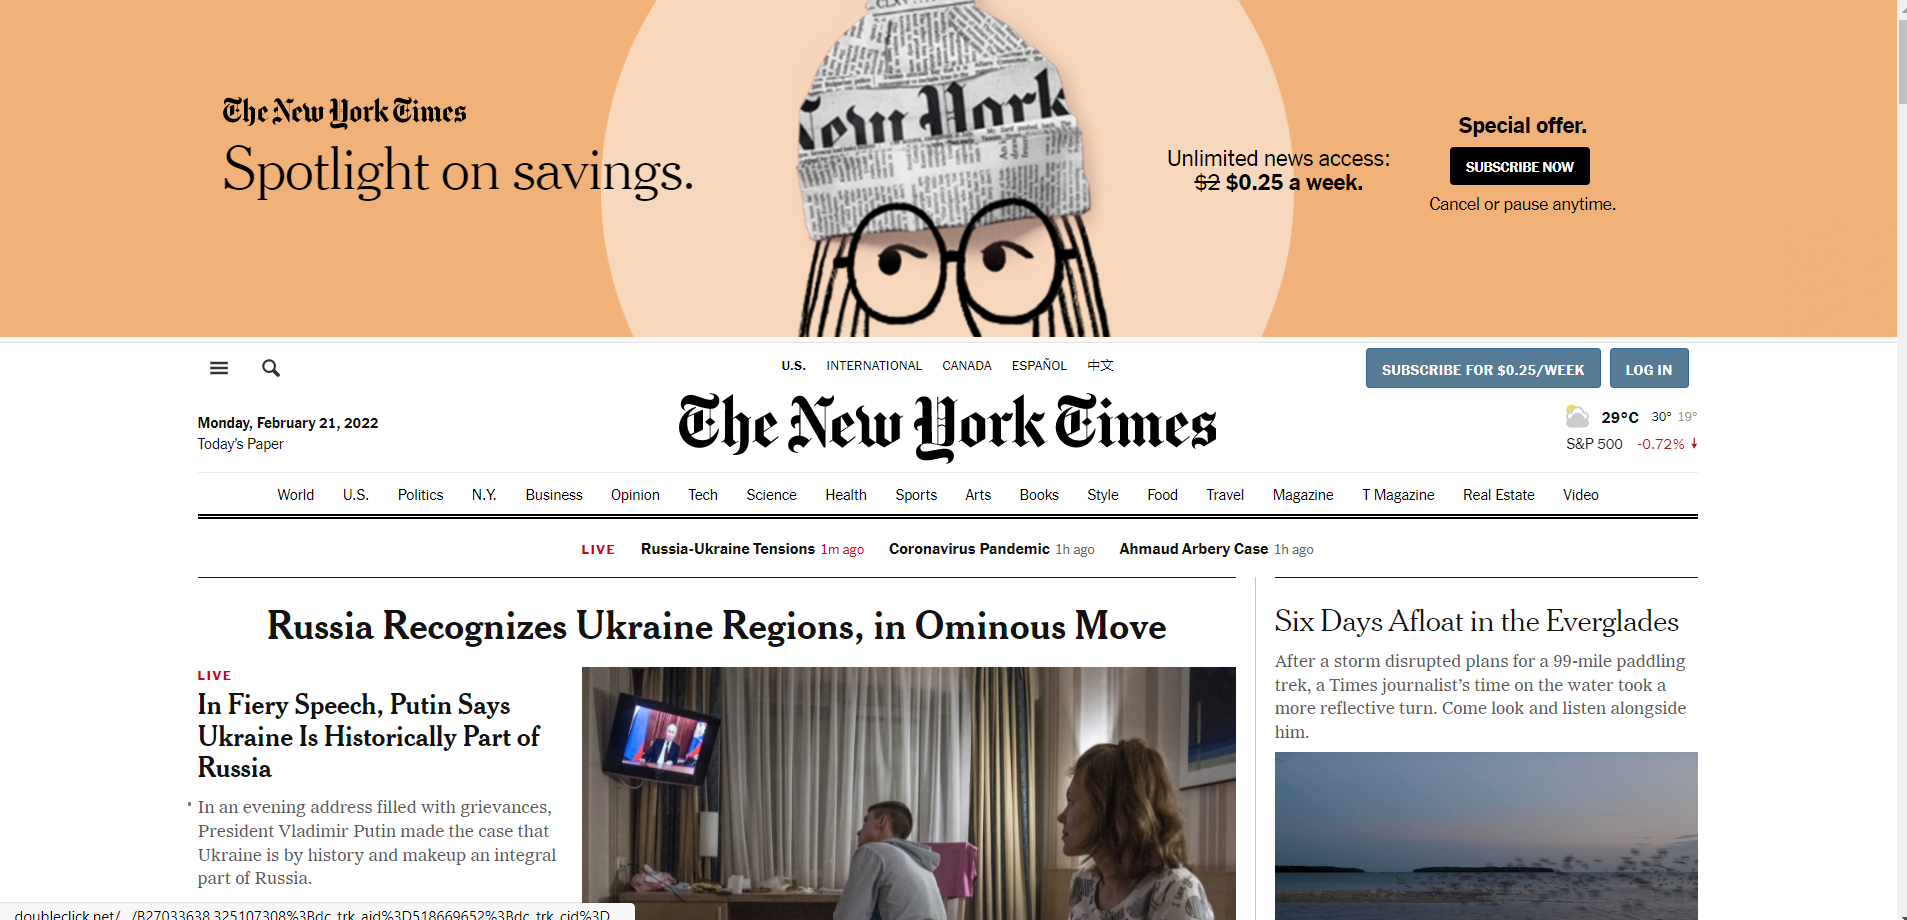 The New York Times
Spotlight on savings.
New York
Unlimited news access:
$2 $0.25 a week.
Special offer.
SUBSCRIBE NOW
Cancel or pause anytime.
U.S. INTERNATIONAL CANADA ESPAÑOL 中文
SUBSCRIBE FOR $0.25/WEEK LOG IN
Monday, February 21, 2022
Today's Paper
The New York Times
29°C 30° 19°
S&P 500 -0.72%
World U.S. Politics N.Y. Business Opinion Tech Science Health Sports Arts Books Style Food Travel Magazine T Magazine Real Estate Video
LIVE Russia-Ukraine Tensions 1m ago Coronavirus Pandemic 1h ago Ahmaud Arbery Case 1h ago
Russia Recognizes Ukraine Regions, in Ominous Move
LIVE
In Fiery Speech, Putin Says
Ukraine Is Historically Part of
Russia
• In an evening address filled with grievances,
President Vladimir Putin made the case that
Ukraine is by history and makeup an integral
part of Russia.
Six Days Afloat in the Everglades
After a storm disrupted plans for a 99-mile paddling
trek, a Times journalist's time on the water took a
more reflective turn. Come look and listen alongside
him.
doubleclick.net/.../B27033638.325107308%3Bdc_trk_aid%3D518669652%3Bdc_trk_cid%3D...